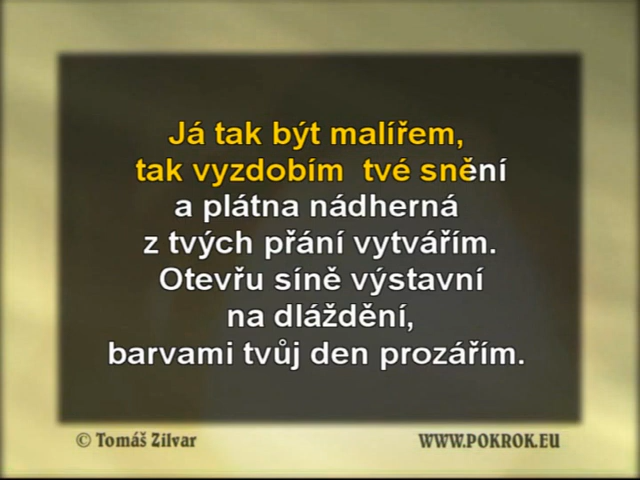 Já tak být malířem,
tak vyzdobím tvé snění
a plátna nádherná
z tvých přání vytvářím.
Otevřu síně výstavní
na dláždění,
barvami tvůj den prozářím.
© Tomáš Zilvar
WWW.POKROK.EU